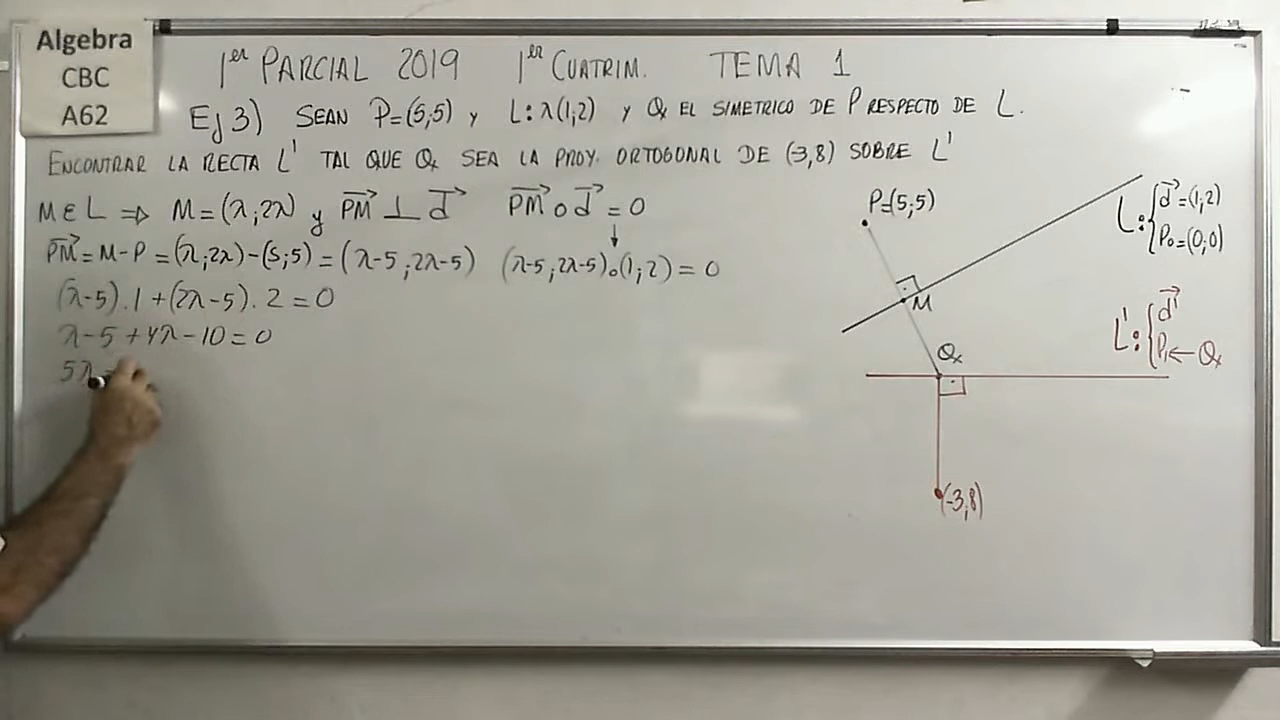 Algebra
CBC
A62
1er PARCIAL 2019 1er CUATRIM. TEMA 1
Ej 3) SEAN P=(5;5) y L: λ(1,2) y Q EL SIMETRICO DE P RESPECTO DE L.
ENCONTRAR LA RECTA L' TAL QUE Q SEA LA PROY. ORTOGONAL DE (-3,8) SOBRE L'
M ∈ L ⇒ M = (λ;2λ) y PM⃗ ⊥ d⃗ PM⃗ o d⃗ = 0
↓
PM⃗ = M-P = (λ;2λ)-(5;5) = (λ-5;2λ-5) (λ-5;2λ-5)o(1;2) = 0
(λ-5).1+(2λ-5).2=0
λ-5+4λ-10=0
5λ
P=(5,5)
L: { d⃗=(1,2)
P₀=(0,0)
M
L': { d⃗'
P₁ ← Q
Q
(-3,8)